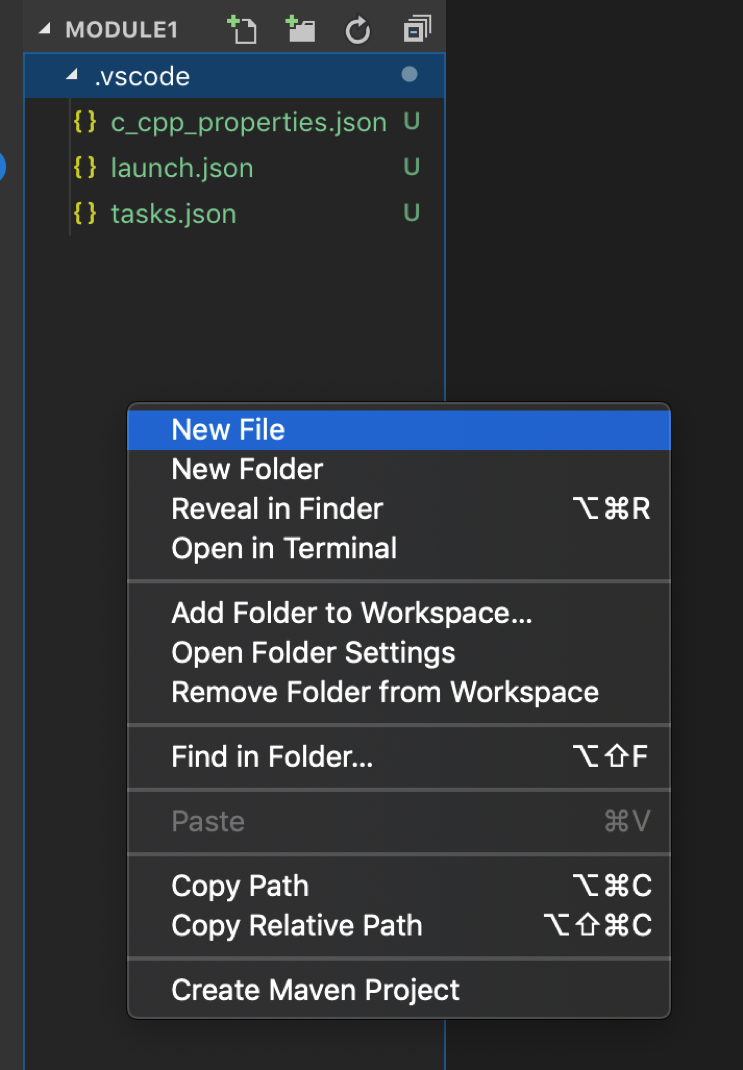 MODULE1
.vscode
{} c_cpp_properties.json U
{} launch.json U
{} tasks.json U
New File
New Folder
Reveal in Finder ⌥⌘R
Open in Terminal
Add Folder to Workspace...
Open Folder Settings
Remove Folder from Workspace
Find in Folder... ⌥⇧F
Paste ⌘V
Copy Path ⌥⌘C
Copy Relative Path ⌥⇧⌘C
Create Maven Project